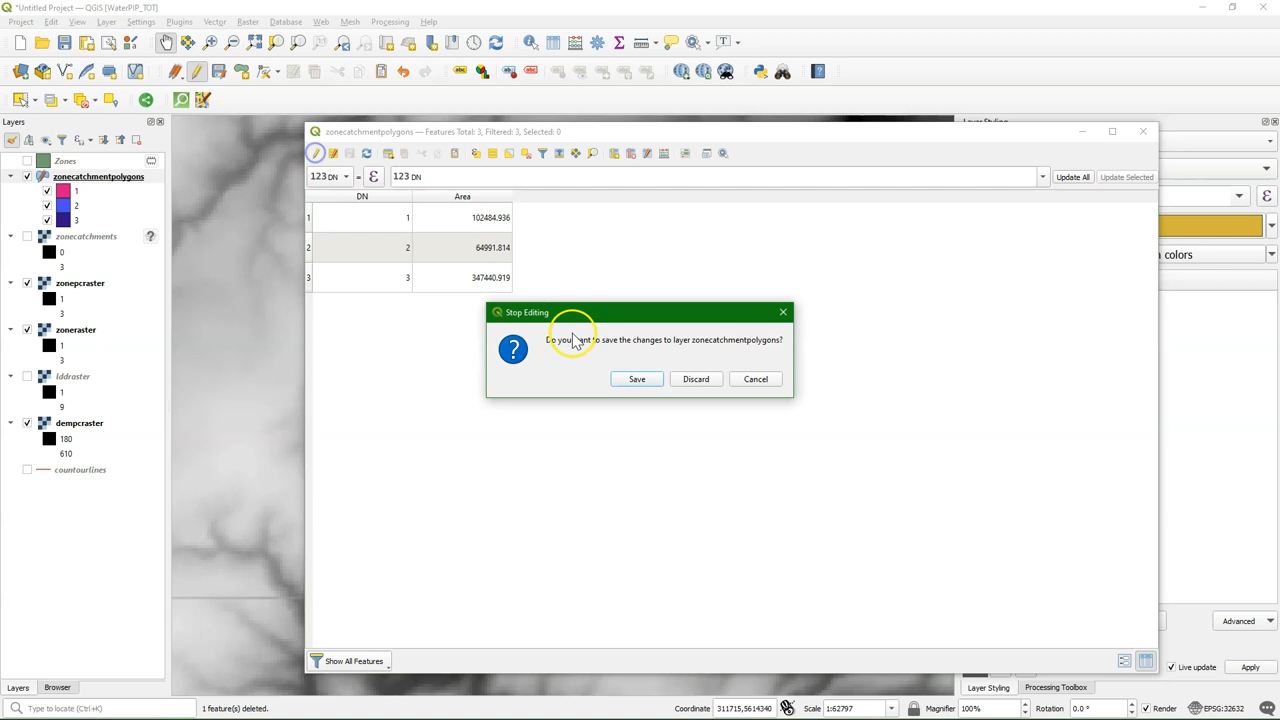 *Untitled Project — QGIS [WaterPIP_TOT]
Project Edit View Layer Settings Plugins Vector Raster Database Web Mesh Processing Help
Layers
Zones
zonecatchmentpolygons
1
2
3
zonecatchments
0
3
zonepcraster
1
3
zoneraster
1
3
lddraster
1
9
dempcraster
180
610
countourlines
zonecatchmentpolygons — Features Total: 3, Filtered: 3, Selected: 0
123 DN = ε 123 DN Update All Update Selected
DN Area
1 1 102484.936
2 2 64991.814
3 3 347440.919
Stop Editing
Do you want to save the changes to layer zonecatchmentpolygons?
Save Discard Cancel
Show All Features
Layer Styling
n colors
Advanced
Live update Apply
Layers Browser
Layer Styling Processing Toolbox
Type to locate (Ctrl+K) 1 feature(s) deleted. Coordinate 311715,5614340 Scale 1:62797 Magnifier 100% Rotation 0.0 ° Render EPSG:32632